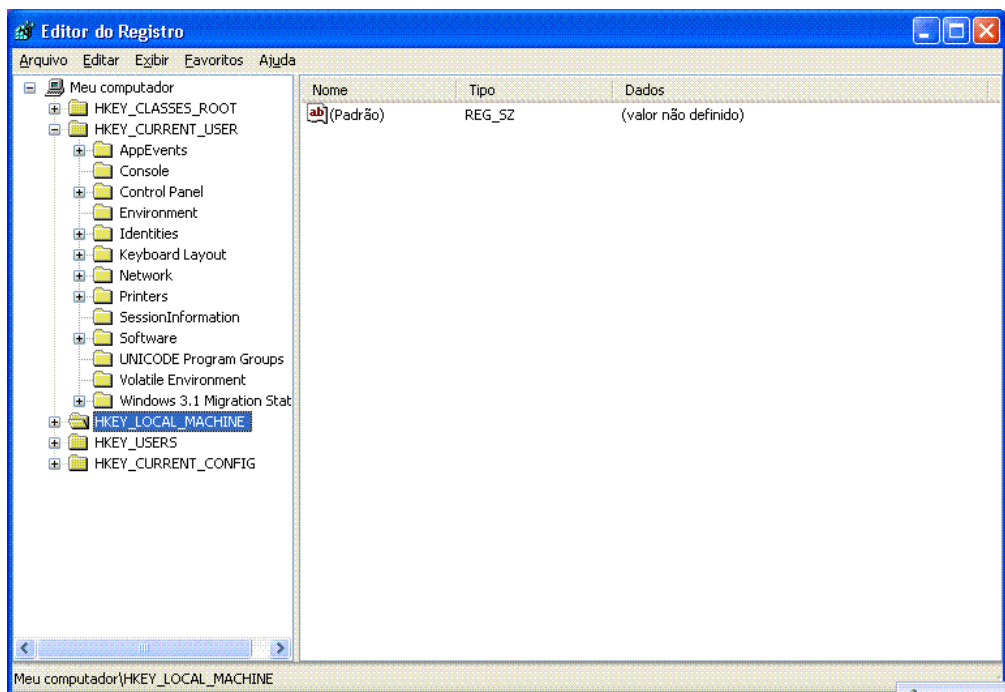 Editor do Registro
Arquivo Editar Exibir Favoritos Ajuda
Meu computador
HKEY_CLASSES_ROOT
HKEY_CURRENT_USER
AppEvents
Console
Control Panel
Environment
Identities
Keyboard Layout
Network
Printers
SessionInformation
Software
UNICODE Program Groups
Volatile Environment
Windows 3.1 Migration Stat
HKEY_LOCAL_MACHINE
HKEY_USERS
HKEY_CURRENT_CONFIG
Nome Tipo Dados
ab (Padrão) REG_SZ (valor não definido)
Meu computador\HKEY_LOCAL_MACHINE